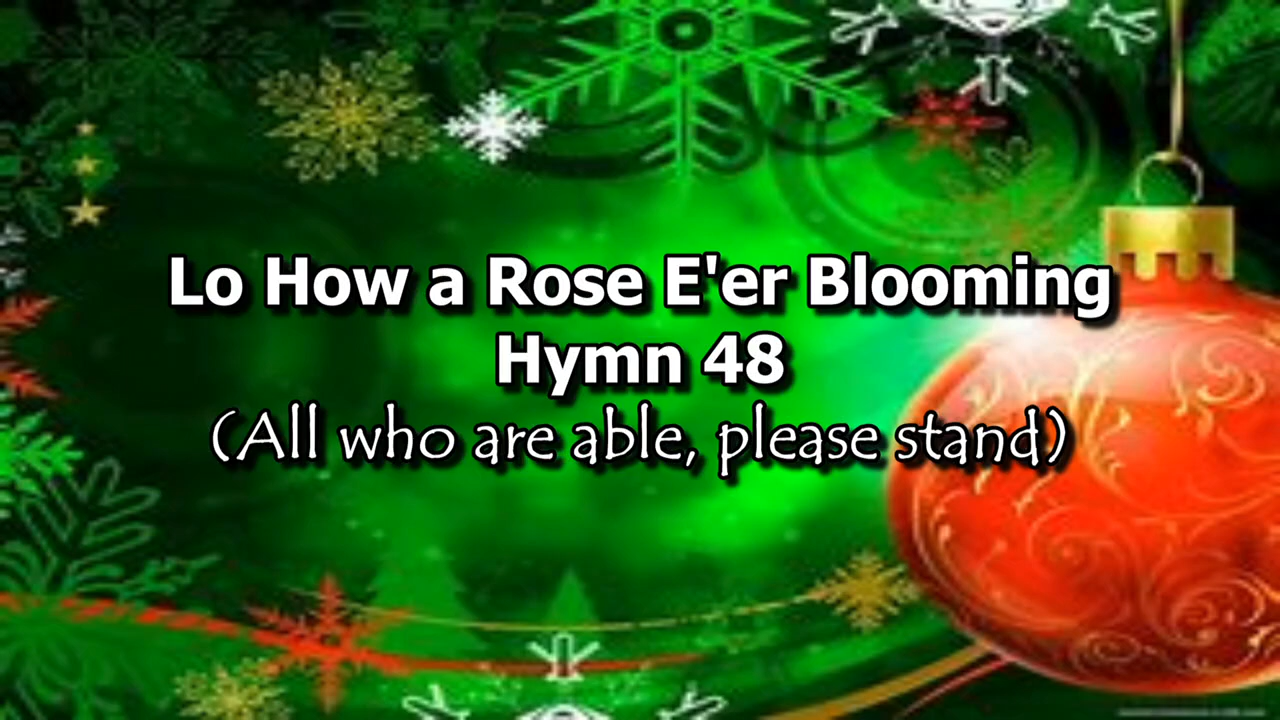 Lo How a Rose E'er Blooming
Hymn 48
(All who are able, please stand)